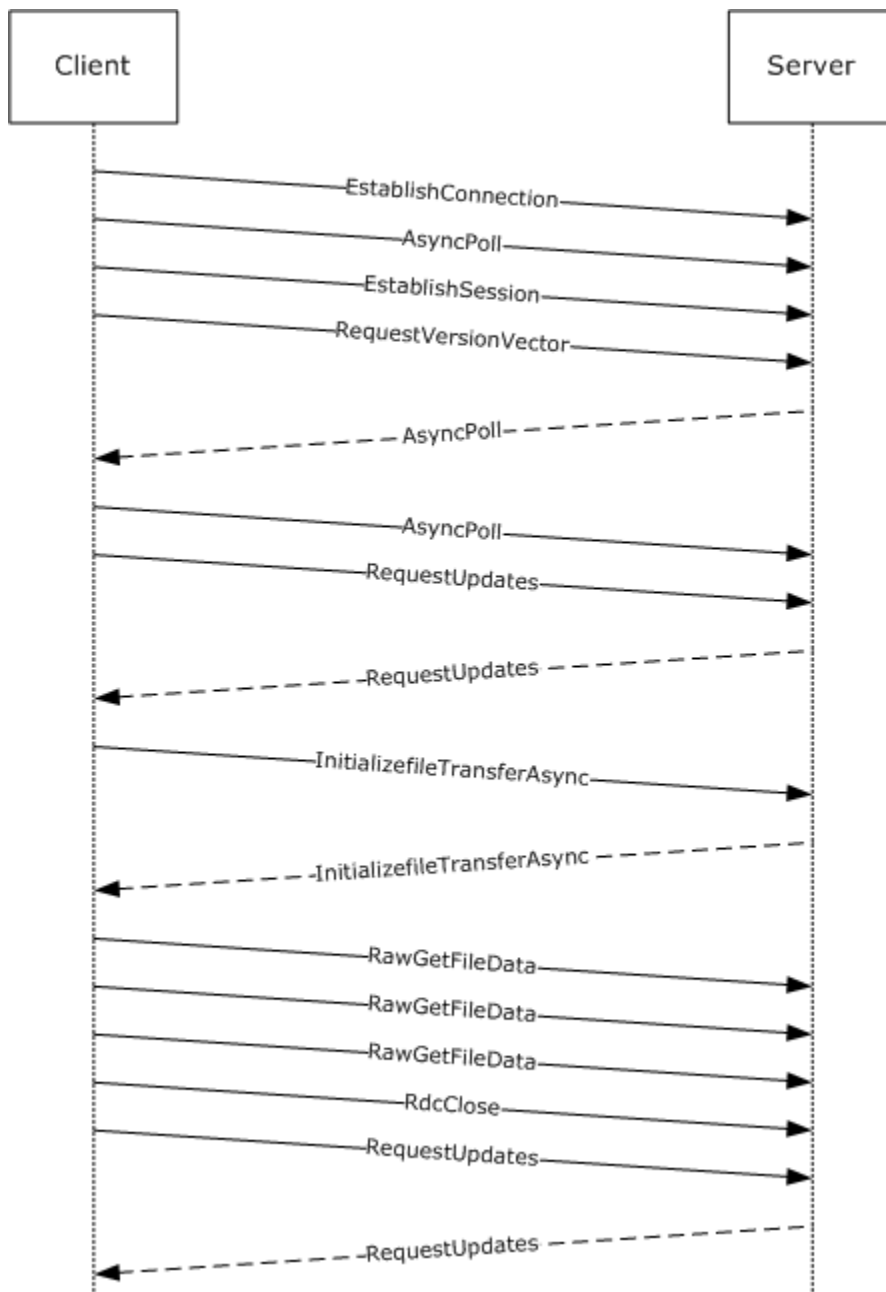 Client
Server
EstablishConnection
AsyncPoll
EstablishSession
RequestVersionVector
AsyncPoll
AsyncPoll
RequestUpdates
RequestUpdates
InitializefileTransferAsync
InitializefileTransferAsync
RawGetFileData
RawGetFileData
RawGetFileData
RdcClose
RequestUpdates
RequestUpdates